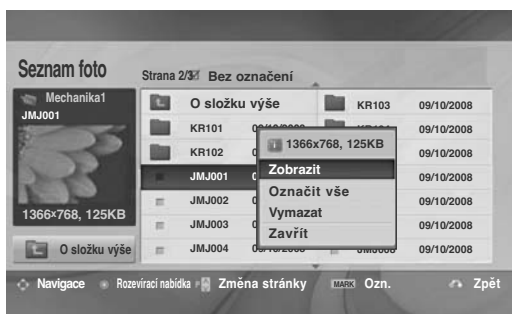 Seznam foto
Strana 2/3 Bez označení
Mechanika1
JMJ001
1366×768, 125KB
O složku výše
O složku výše
KR101
KR102
JMJ001
JMJ002
JMJ003
JMJ004
KR103 09/10/2008
09/10/2008
09/10/2008
09/10/2008
09/10/2008
09/10/2008
09/10/2008
1366x768, 125KB
Zobrazit
Označit vše
Vymazat
Zavřít
Navigace Rozevírací nabídka Změna stránky MARK Ozn. Zpět